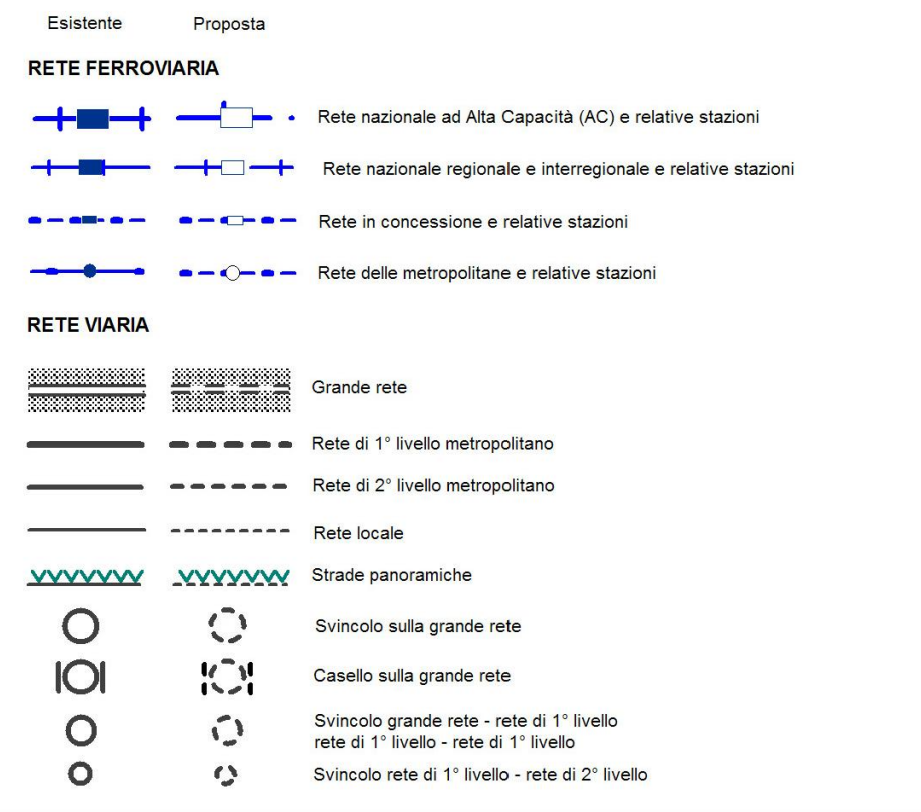 Esistente Proposta
RETE FERROVIARIA
Rete nazionale ad Alta Capacità (AC) e relative stazioni
Rete nazionale regionale e interregionale e relative stazioni
Rete in concessione e relative stazioni
Rete delle metropolitane e relative stazioni
RETE VIARIA
Grande rete
Rete di 1° livello metropolitano
Rete di 2° livello metropolitano
Rete locale
Strade panoramiche
Svincolo sulla grande rete
Casello sulla grande rete
Svincolo grande rete - rete di 1° livello
rete di 1° livello - rete di 1° livello
Svincolo rete di 1° livello - rete di 2° livello